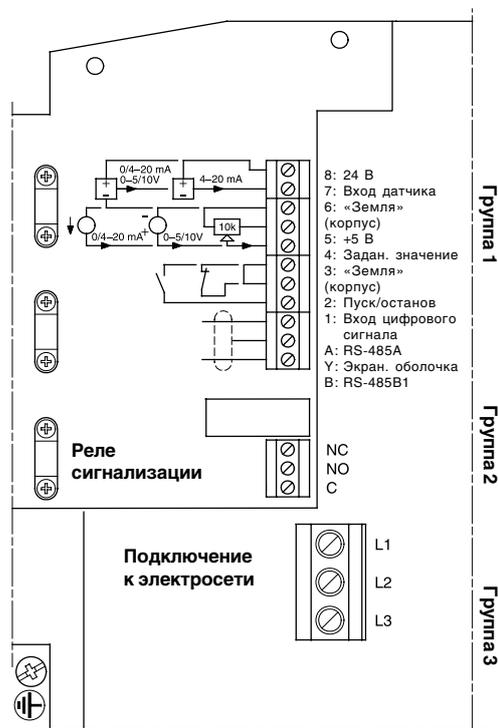 0/4–20 mA
0–5/10V
4–20 mA
+
-
+
-
-
+
10k
0/4–20 mA
0–5/10V
8: 24 В
7: Вход датчика
6: «Земля»
(корпус)
5: +5 В
4: Задан. значение
3: «Земля»
(корпус)
2: Пуск/останов
1: Вход цифрового
сигнала
A: RS-485A
Y: Экран. оболочка
B: RS-485B1
Группа 1
Реле
сигнализации
NC
NO
C
Группа 2
Подключение
к электросети
L1
L2
L3
Группа 3